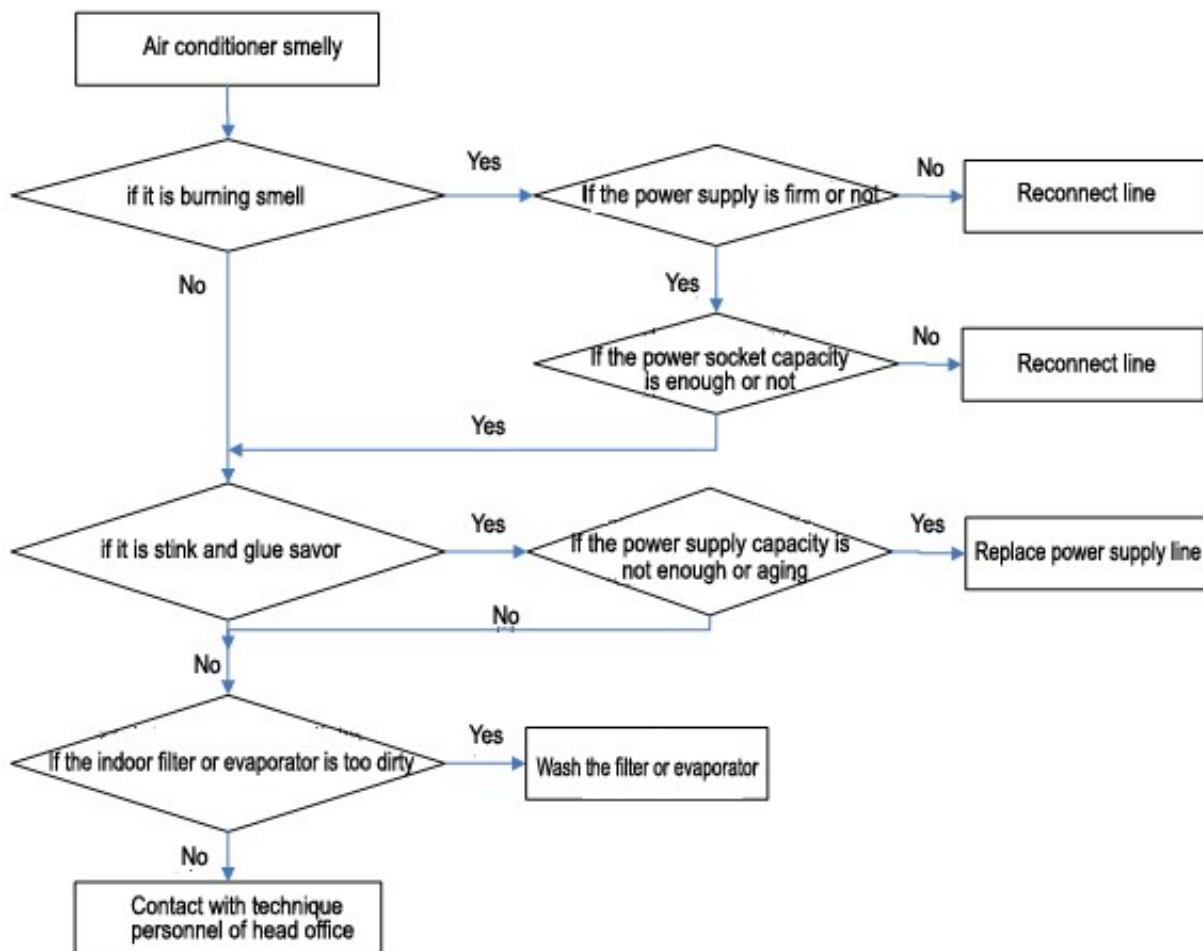 Air conditioner smelly
if it is burning smell
Yes
If the power supply is firm or not
No
Reconnect line
No
Yes
If the power socket capacity
is enough or not
No
Reconnect line
Yes
if it is stink and glue savor
Yes
If the power supply capacity is
not enough or aging
Yes
Replace power supply line
No
No
If the indoor filter or evaporator is too dirty
Yes
Wash the filter or evaporator
No
Contact with technique
personnel of head office